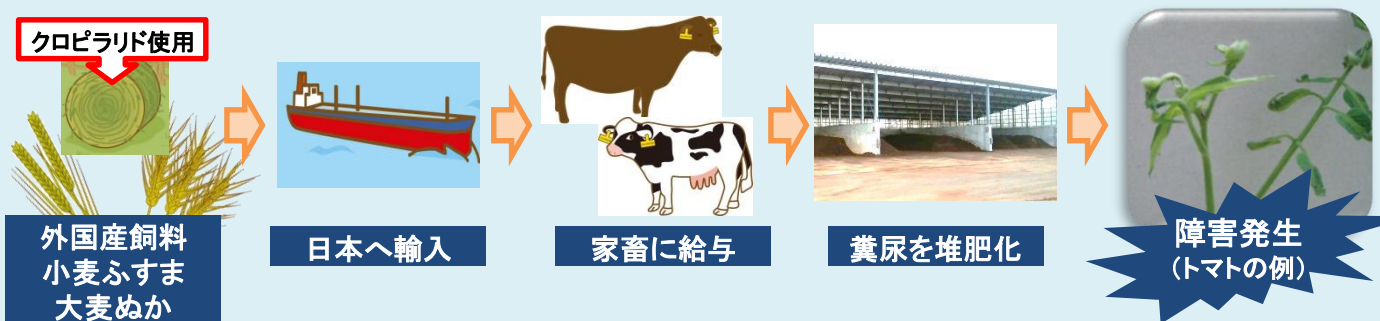 クロピラリド使用
外国産飼料
小麦ふすま
大麦ぬか
日本へ輸入
家畜に給与
糞尿を堆肥化
障害発生
(トマトの例)